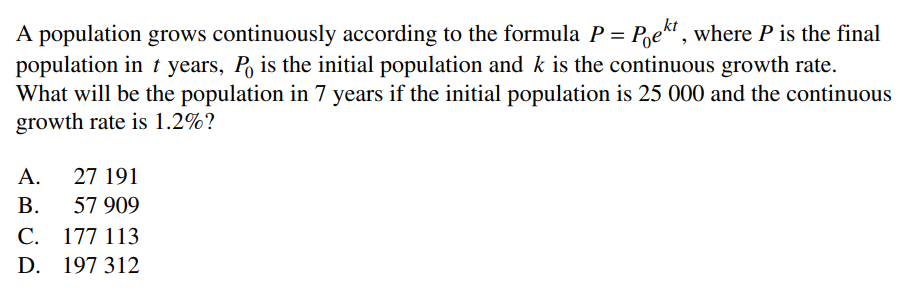 A population grows continuously according to the formula P = P₀eᵏᵗ, where P is the final
population in t years, P₀ is the initial population and k is the continuous growth rate.
What will be the population in 7 years if the initial population is 25 000 and the continuous
growth rate is 1.2%?
A. 27 191
B. 57 909
C. 177 113
D. 197 312